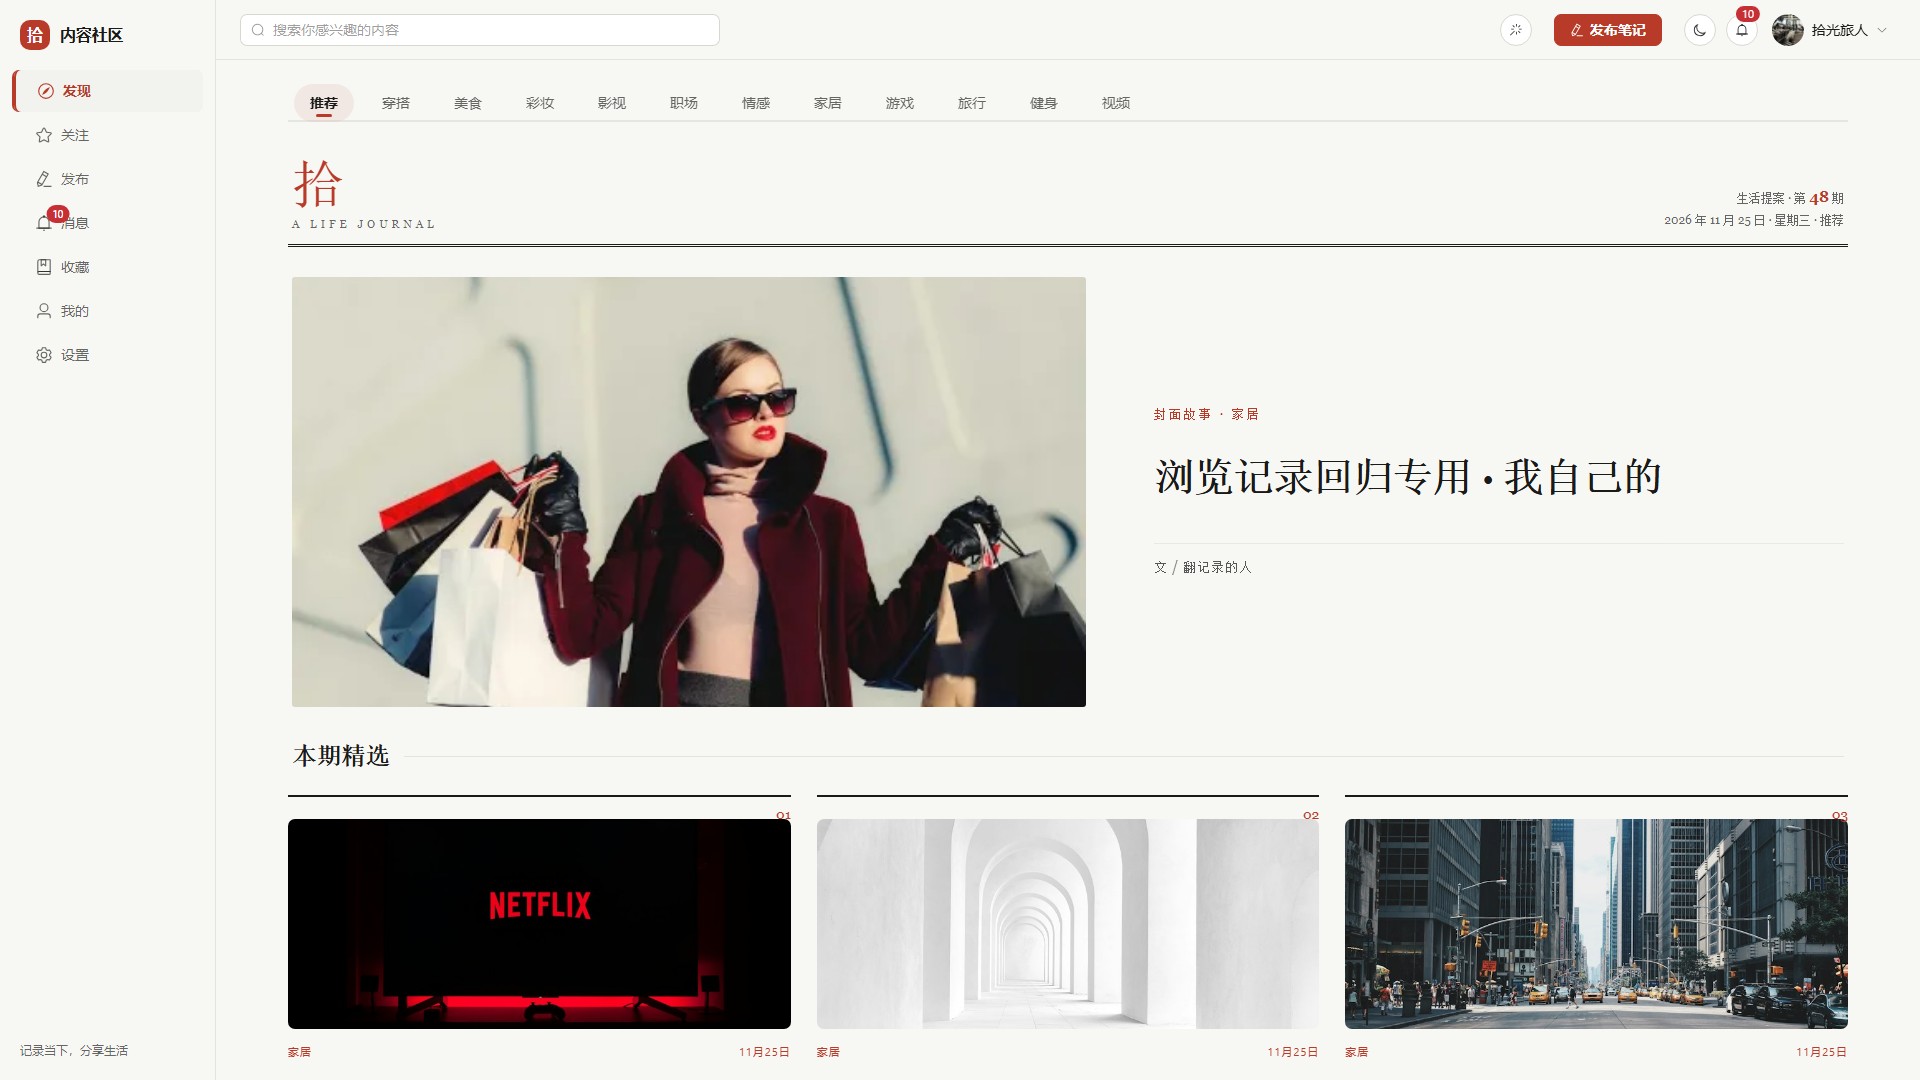 拾 内容社区
搜索你感兴趣的内容
发布笔记
10
拾光旅人
发现
关注
发布
10
消息
收藏
我的
设置
记录当下，分享生活
推荐 穿搭 美食 彩妆 影视 职场 情感 家居 游戏 旅行 健身 视频
拾
A LIFE JOURNAL
生活提案 · 第 48 期
2026 年 11 月 25 日 · 星期三 · 推荐
封面故事 · 家居
浏览记录回归专用 · 我自己的
文 / 翻记录的人
本期精选
01
NETFLIX
家居 11月25日
02
家居 11月25日
03
家居 11月25日